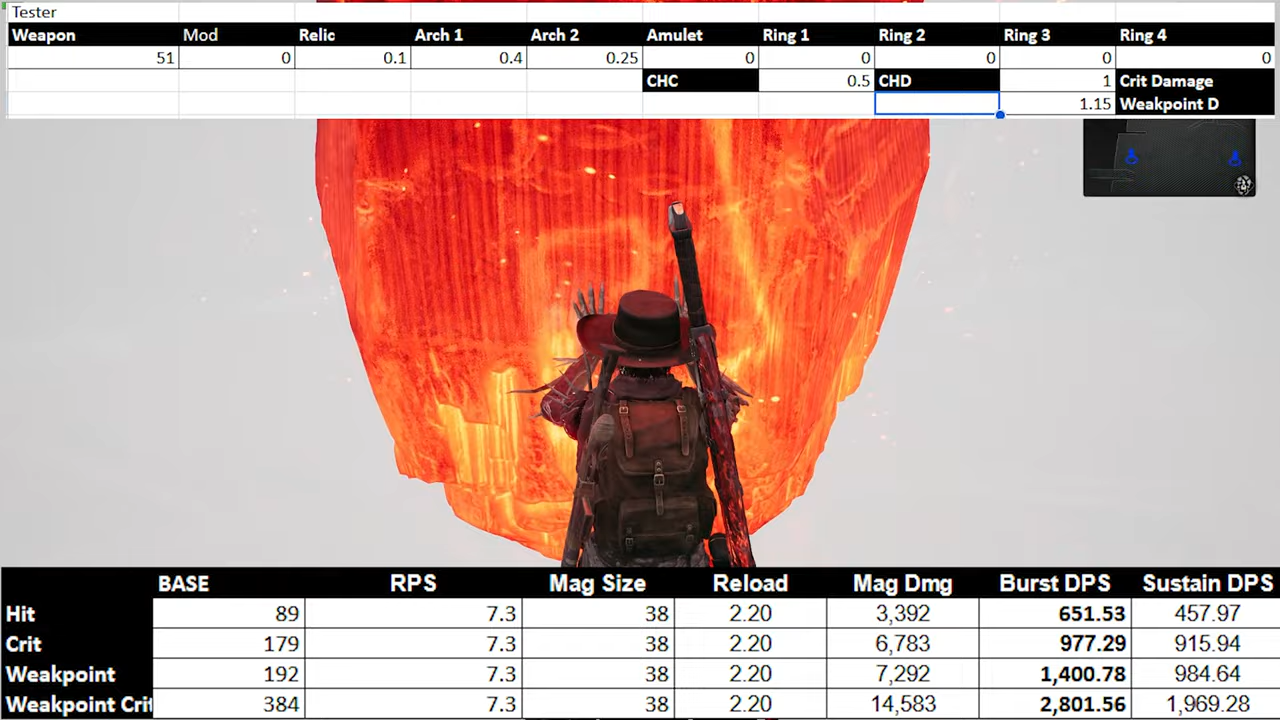 Tester
Weapon Mod Relic Arch 1 Arch 2 Amulet Ring 1 Ring 2 Ring 3 Ring 4
51 0 0.1 0.4 0.25 0 0 0 0 0
CHC 0.5 CHD 1 Crit Damage
1.15 Weakpoint D
BASE RPS Mag Size Reload Mag Dmg Burst DPS Sustain DPS
Hit 89 7.3 38 2.20 3,392 651.53 457.97
Crit 179 7.3 38 2.20 6,783 977.29 915.94
Weakpoint 192 7.3 38 2.20 7,292 1,400.78 984.64
Weakpoint Crit 384 7.3 38 2.20 14,583 2,801.56 1,969.28